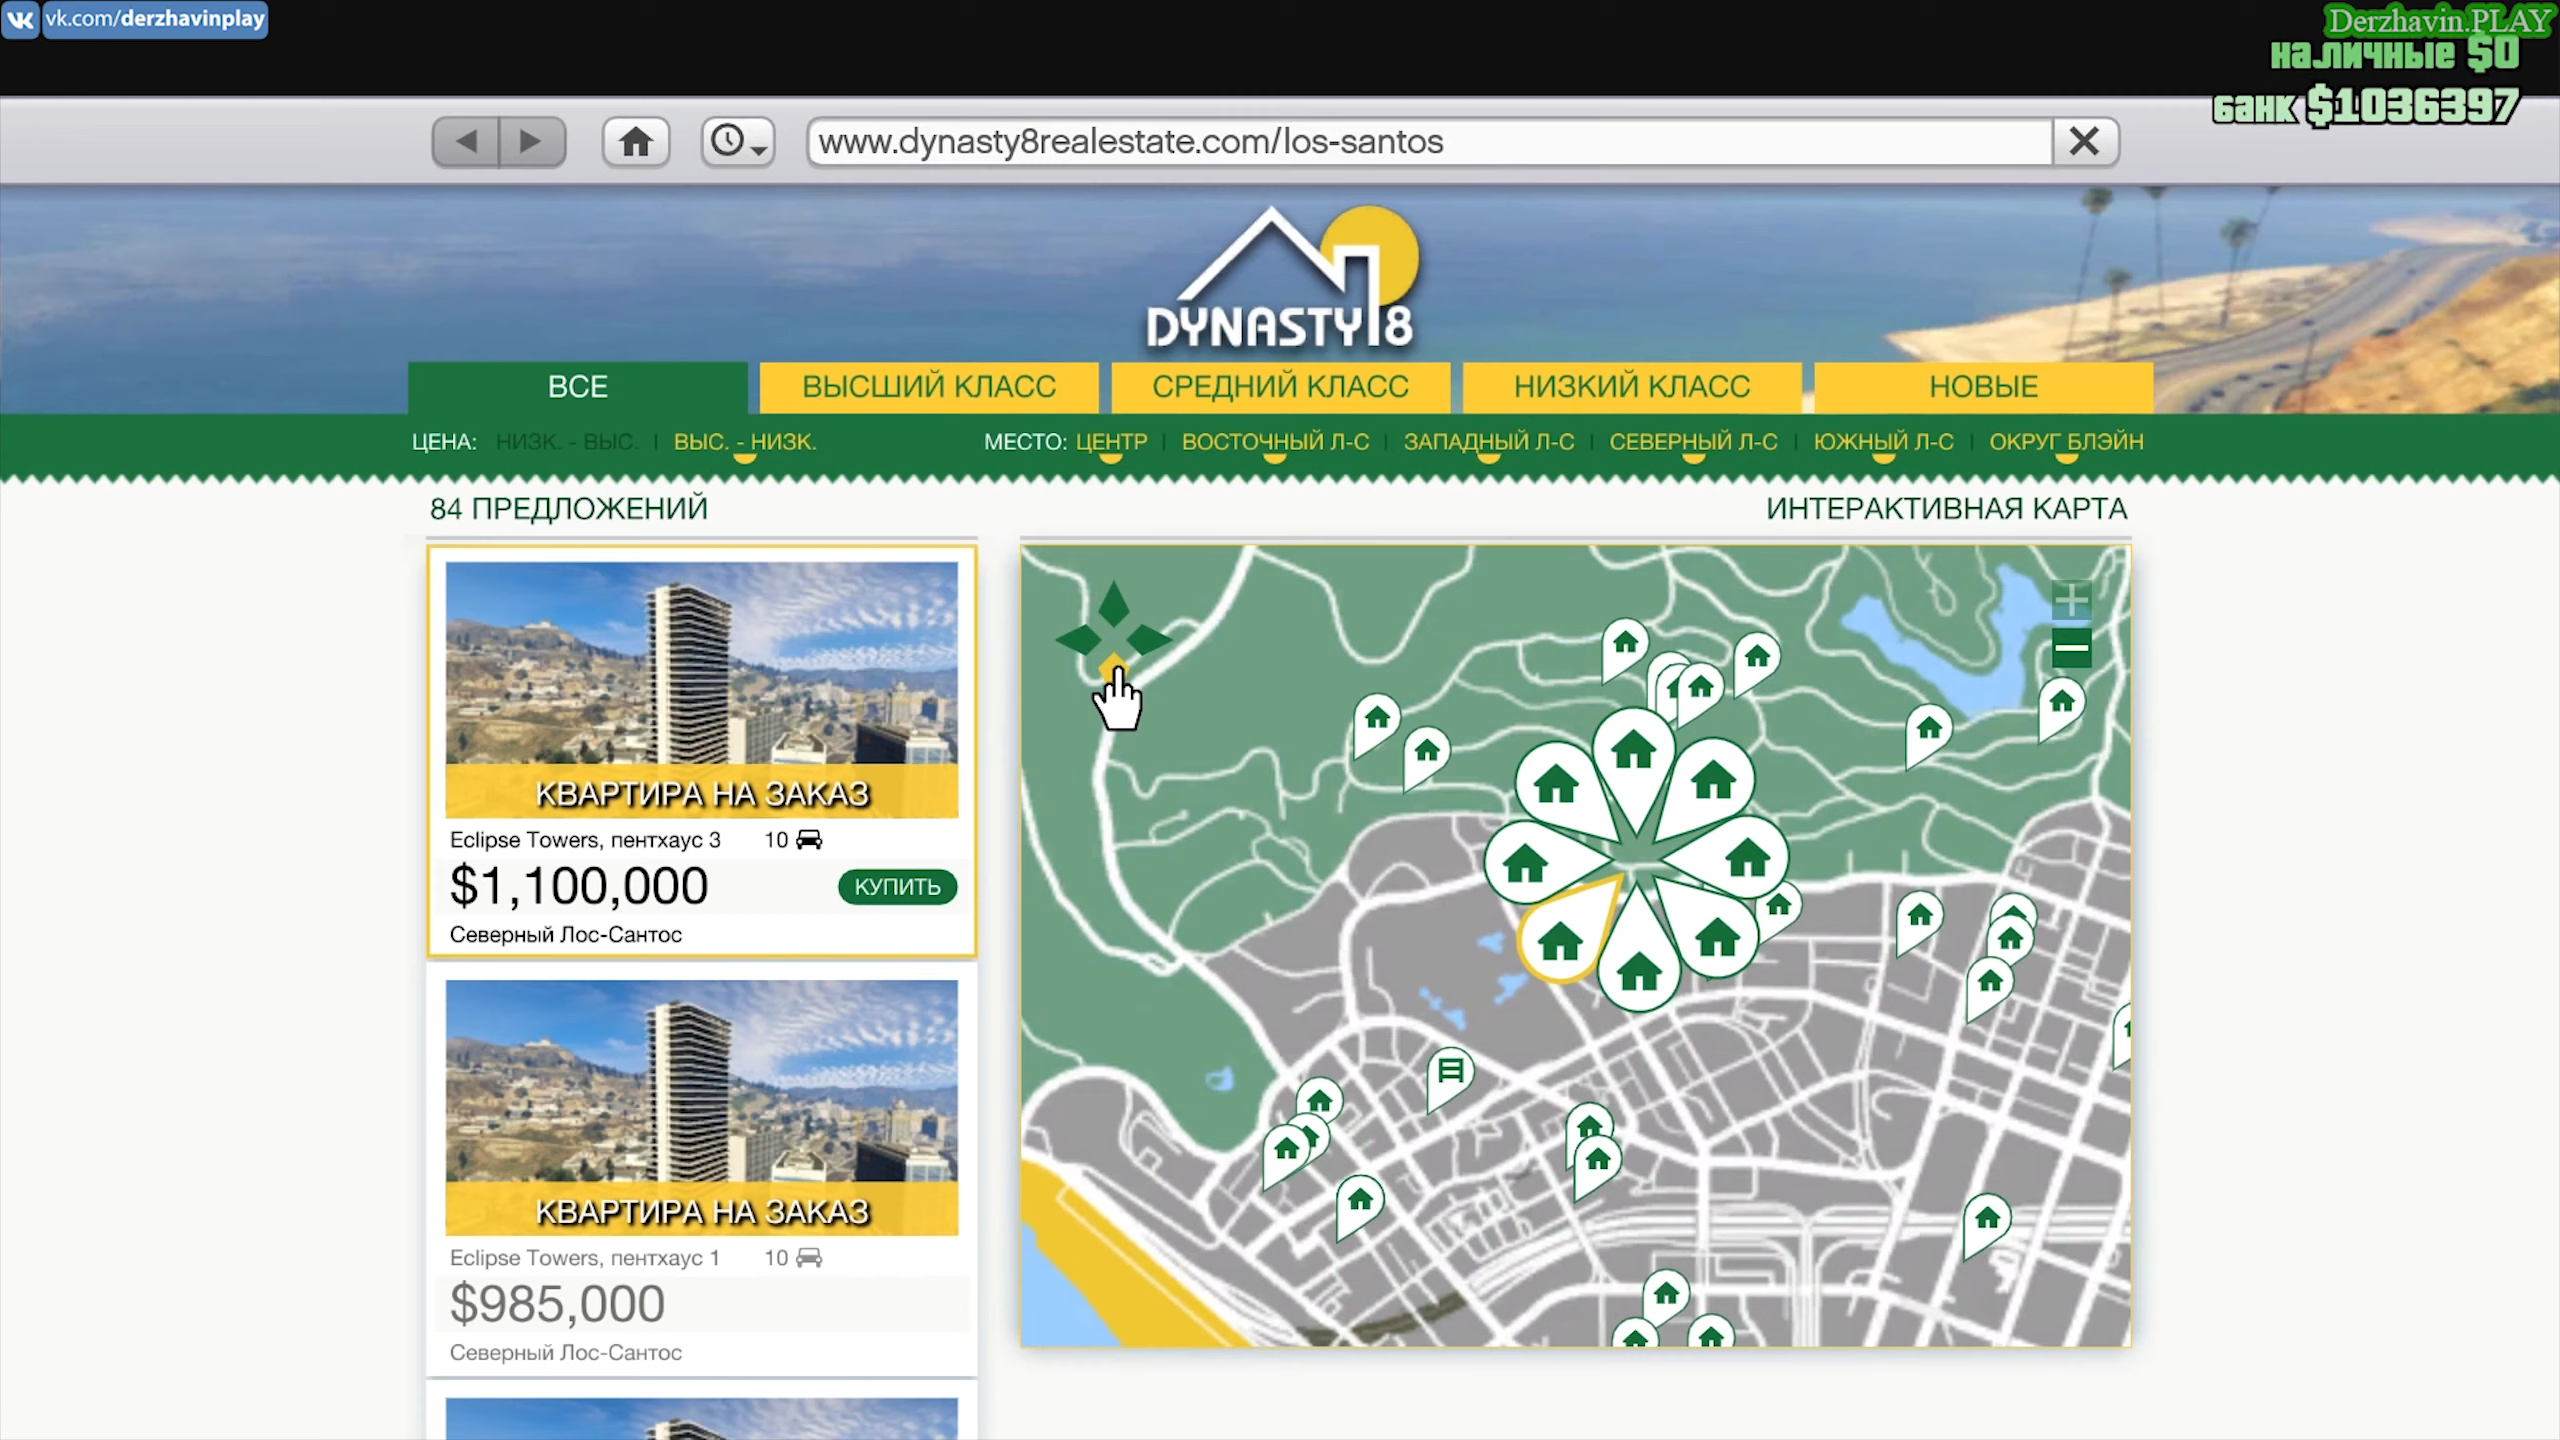 vk.com/derzhavinplay
Derzhavin.PLAY
наличные $0
банк $1036397
www.dynasty8realestate.com/los-santos
DYNASTY 8
ВСЕ
ВЫСШИЙ КЛАСС
СРЕДНИЙ КЛАСС
НИЗКИЙ КЛАСС
НОВЫЕ
ЦЕНА: НИЗК. - ВЫС. | ВЫС. - НИЗК.
МЕСТО: ЦЕНТР | ВОСТОЧНЫЙ Л-С | ЗАПАДНЫЙ Л-С | СЕВЕРНЫЙ Л-С | ЮЖНЫЙ Л-С | ОКРУГ БЛЭЙН
84 ПРЕДЛОЖЕНИЙ
ИНТЕРАКТИВНАЯ КАРТА
КВАРТИРА НА ЗАКАЗ
Eclipse Towers, пентхаус 3 10
$1,100,000
КУПИТЬ
Северный Лос-Сантос
КВАРТИРА НА ЗАКАЗ
Eclipse Towers, пентхаус 1 10
$985,000
Северный Лос-Сантос